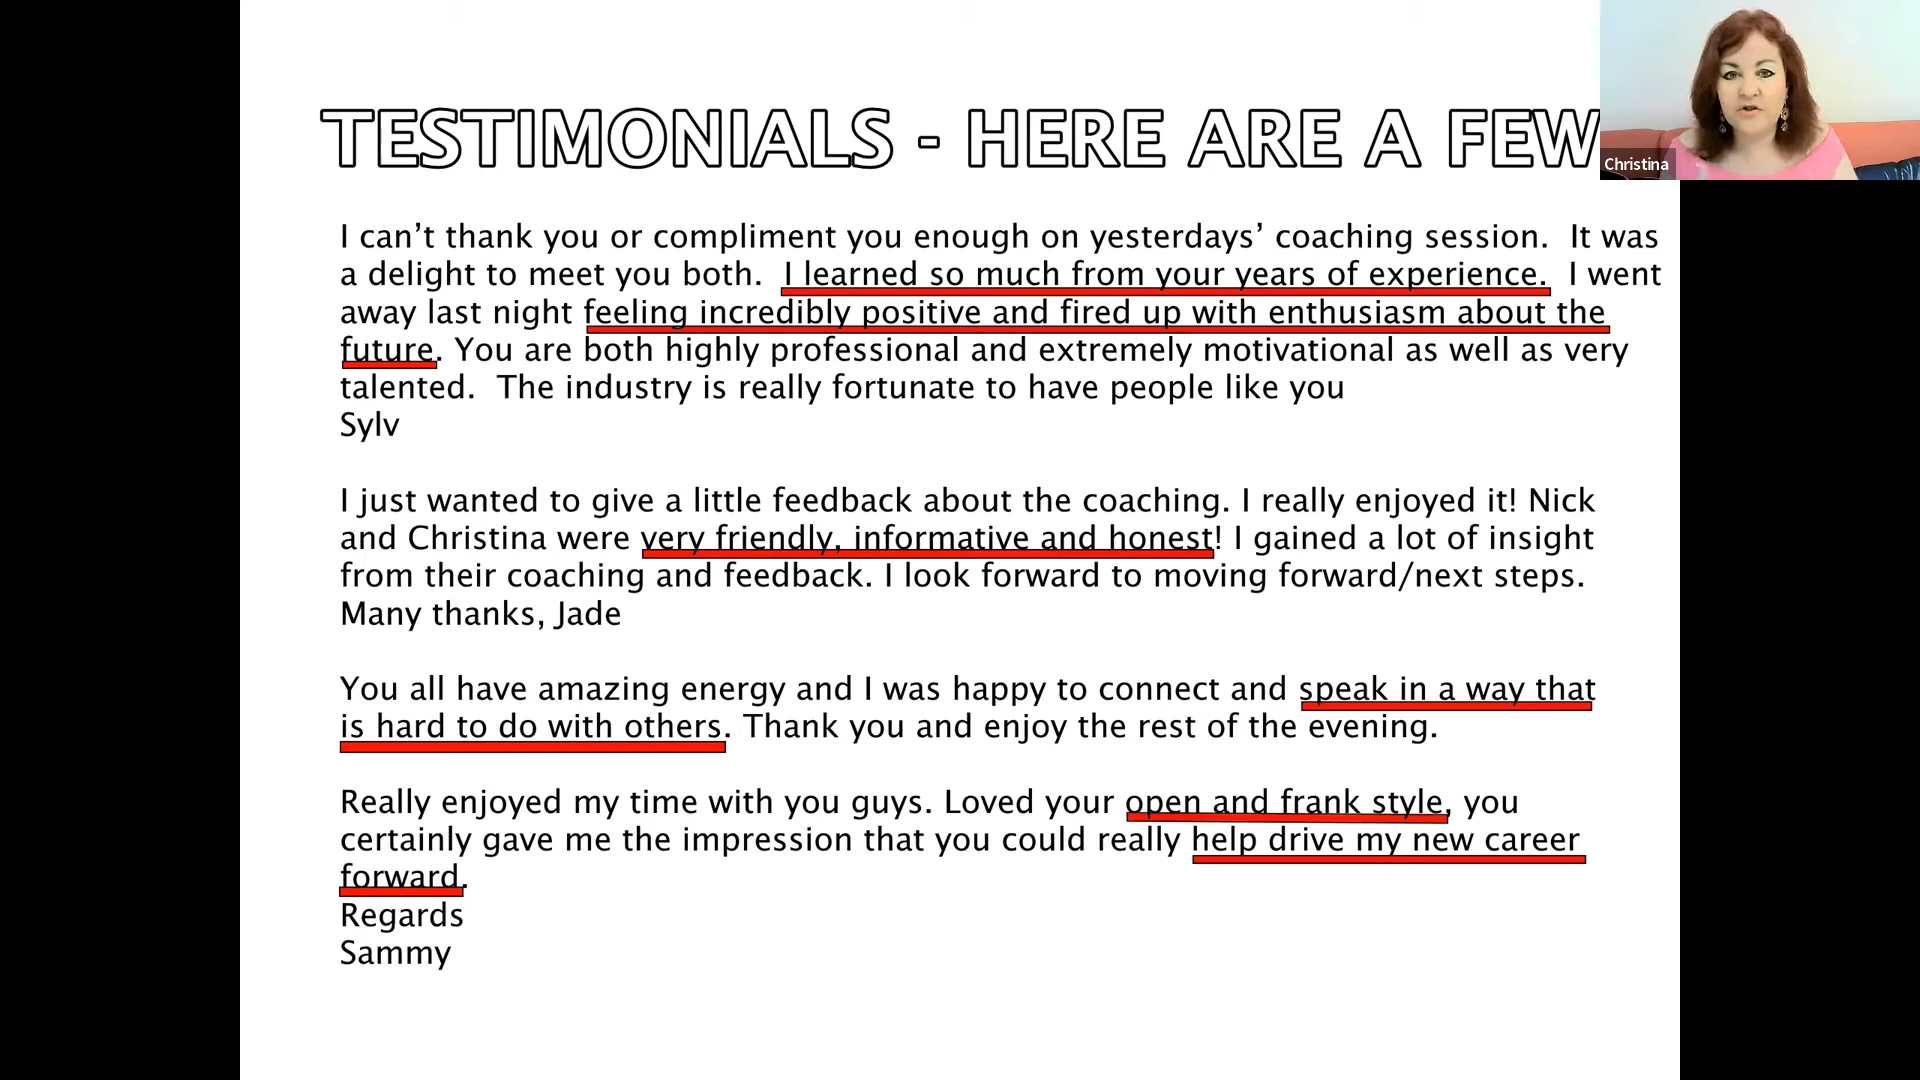 TESTIMONIALS - HERE ARE A FEW
Christina
I can’t thank you or compliment you enough on yesterdays’ coaching session.  It was
a delight to meet you both.  I learned so much from your years of experience.  I went
away last night feeling incredibly positive and fired up with enthusiasm about the
future. You are both highly professional and extremely motivational as well as very
talented.  The industry is really fortunate to have people like you
Sylv
I just wanted to give a little feedback about the coaching. I really enjoyed it! Nick
and Christina were very friendly, informative and honest! I gained a lot of insight
from their coaching and feedback. I look forward to moving forward/next steps.
Many thanks, Jade
You all have amazing energy and I was happy to connect and speak in a way that
is hard to do with others. Thank you and enjoy the rest of the evening.
Really enjoyed my time with you guys. Loved your open and frank style, you
certainly gave me the impression that you could really help drive my new career
forward.
Regards
Sammy